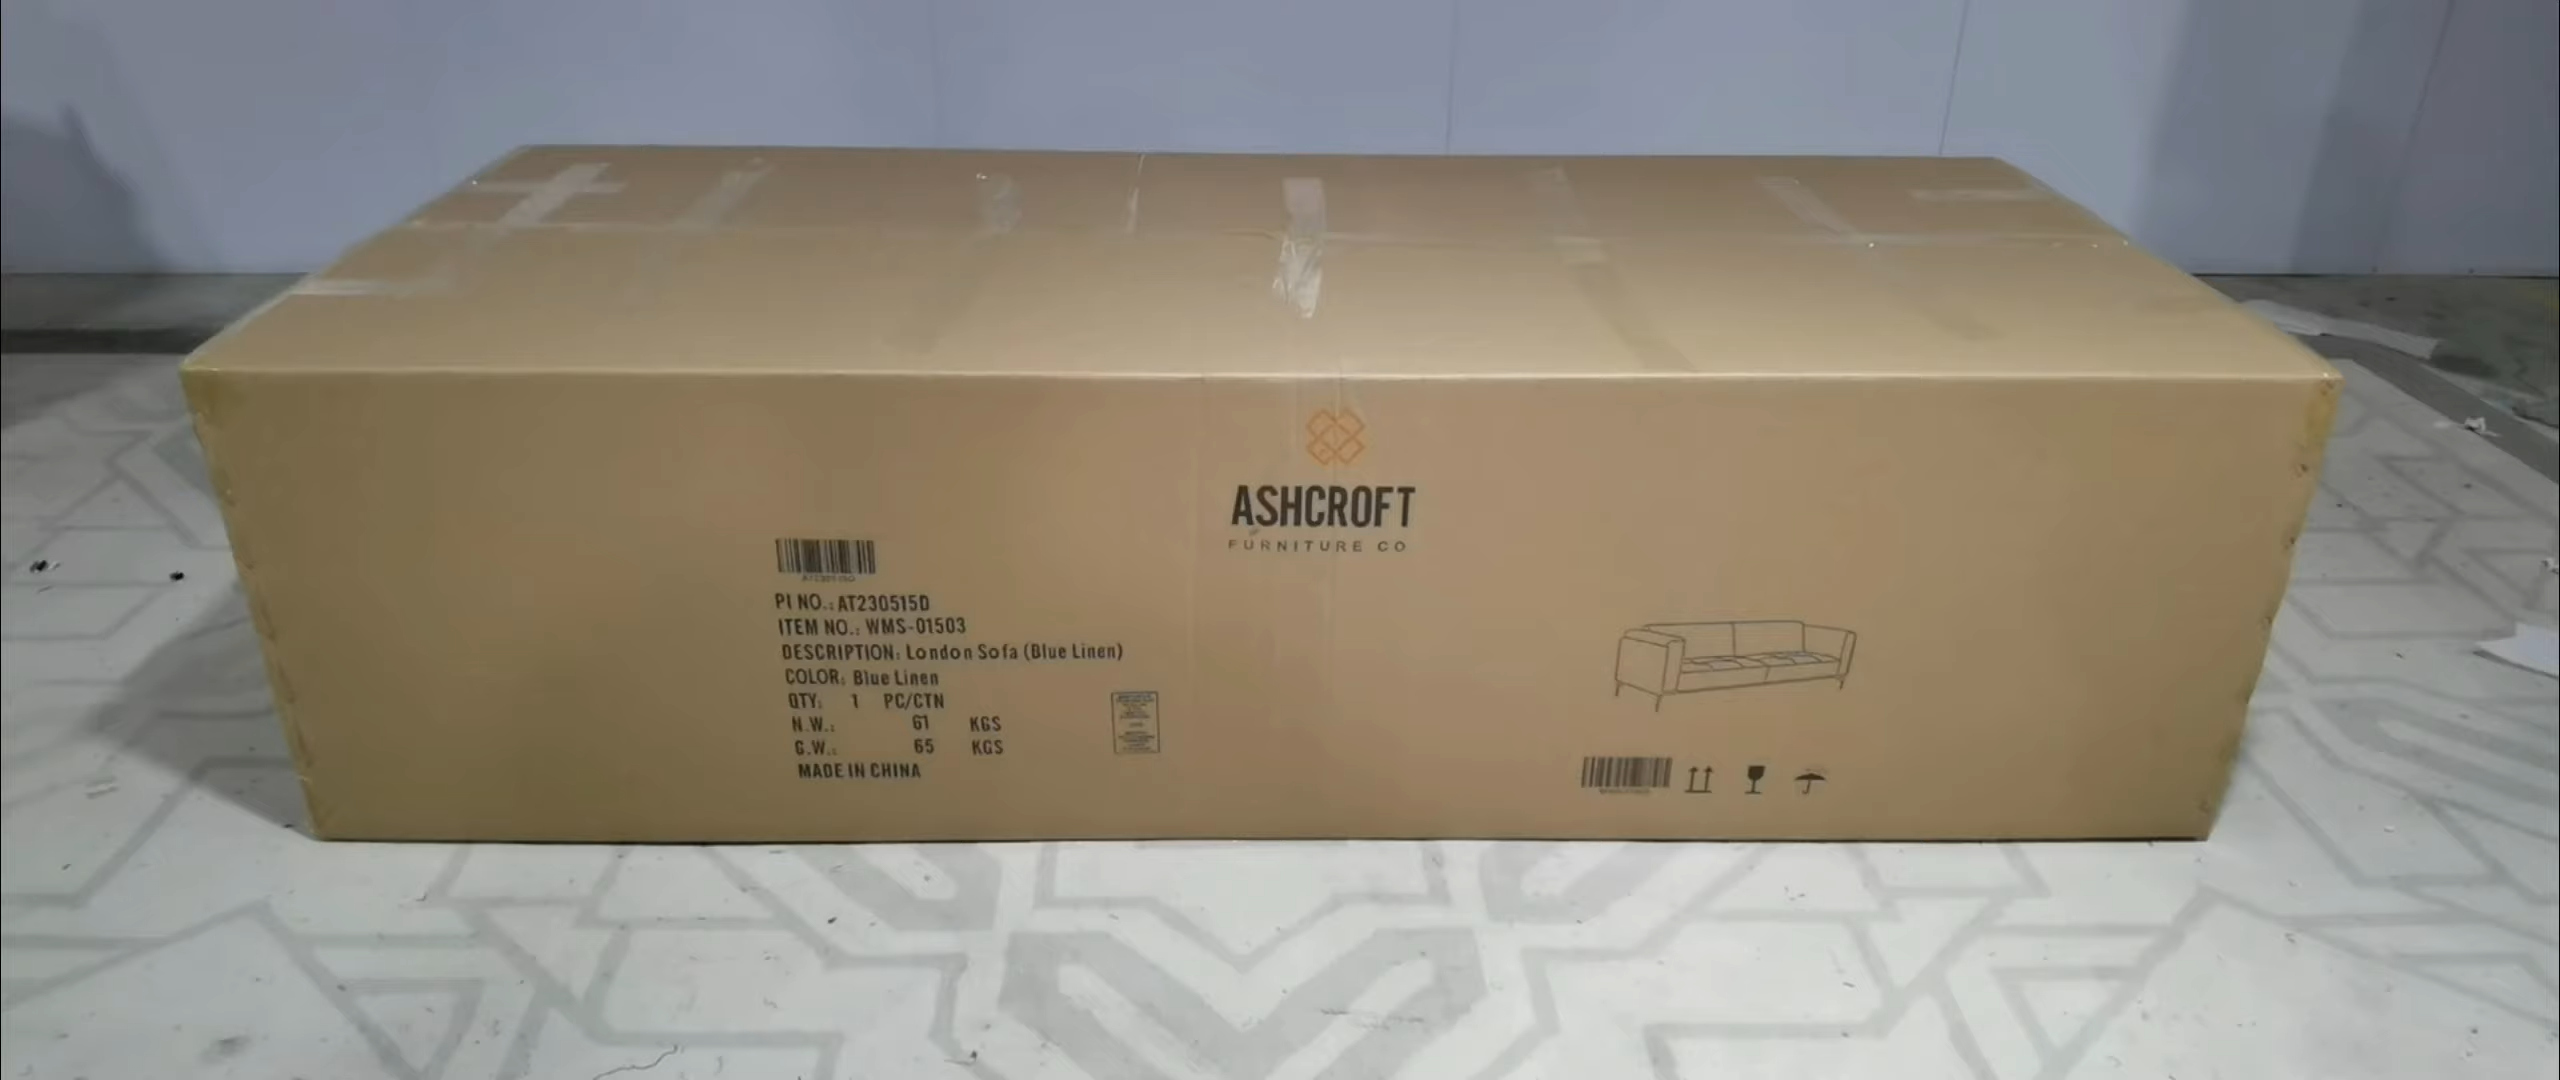 ASHCROFT
FURNITURE CO
PI NO.: AT230515D
ITEM NO.: WMS-01503
DESCRIPTION: London Sofa (Blue Linen)
COLOR: Blue Linen
QTY: 1 PC/CTN
N.W.: 61 KGS
G.W.: 65 KGS
MADE IN CHINA